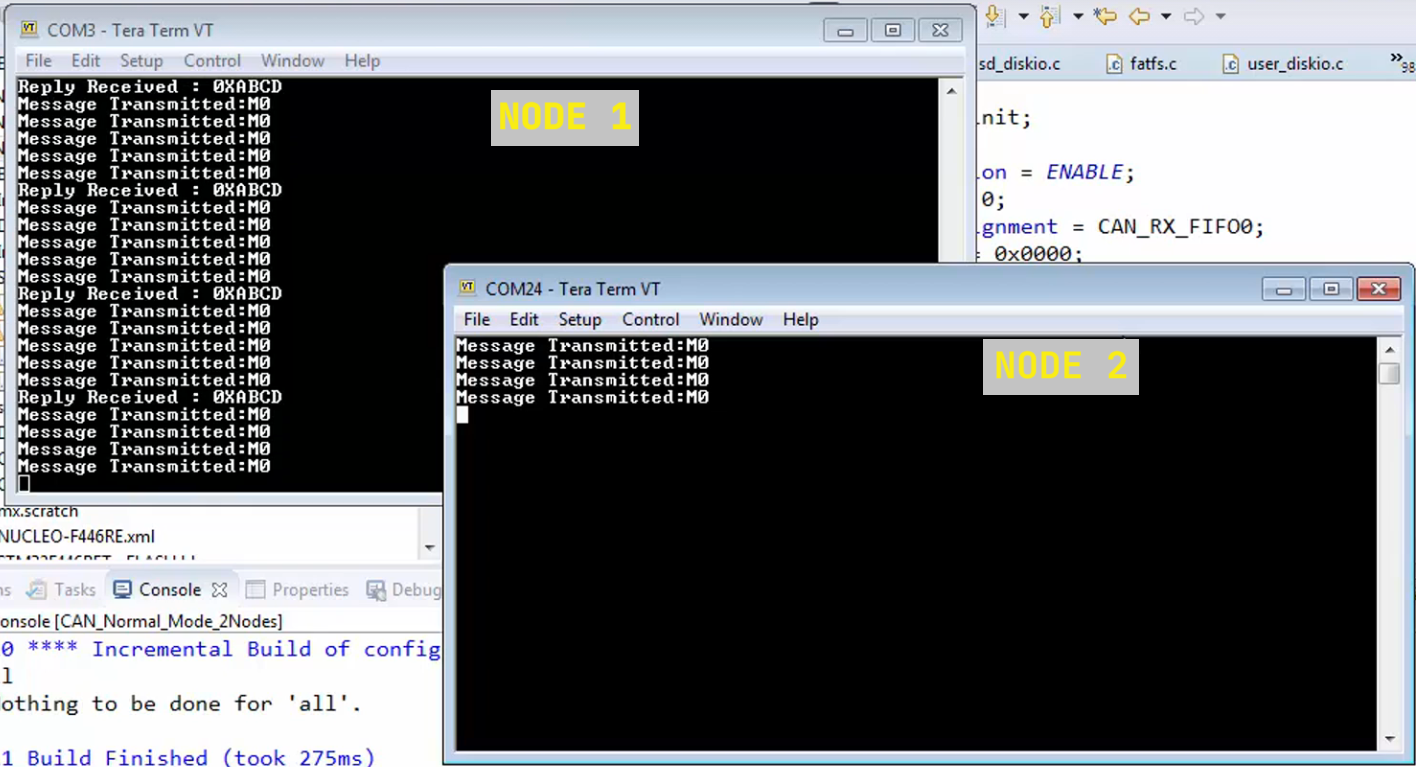 COM3 - Tera Term VT
File Edit Setup Control Window Help
Reply Received : 0XABCD
Message Transmitted:M0
Message Transmitted:M0
Message Transmitted:M0
Message Transmitted:M0
Message Transmitted:M0
Reply Received : 0XABCD
Message Transmitted:M0
Message Transmitted:M0
Message Transmitted:M0
Message Transmitted:M0
Message Transmitted:M0
Reply Received : 0XABCD
Message Transmitted:M0
Message Transmitted:M0
Message Transmitted:M0
Message Transmitted:M0
Message Transmitted:M0
Reply Received : 0XABCD
Message Transmitted:M0
Message Transmitted:M0
Message Transmitted:M0
Message Transmitted:M0
NODE 1
sd_diskio.c fatfs.c user_diskio.c »98
nit;
on = ENABLE;
0;
gnment = CAN_RX_FIFO0;
= 0x0000;
COM24 - Tera Term VT
File Edit Setup Control Window Help
Message Transmitted:M0
Message Transmitted:M0
Message Transmitted:M0
Message Transmitted:M0
NODE 2
mx.scratch
NUCLEO-F446RE.xml
ns Tasks Console Properties Debug
onsole [CAN_Normal_Mode_2Nodes]
0 **** Incremental Build of config
l
othing to be done for 'all'.
1 Build Finished (took 275ms)